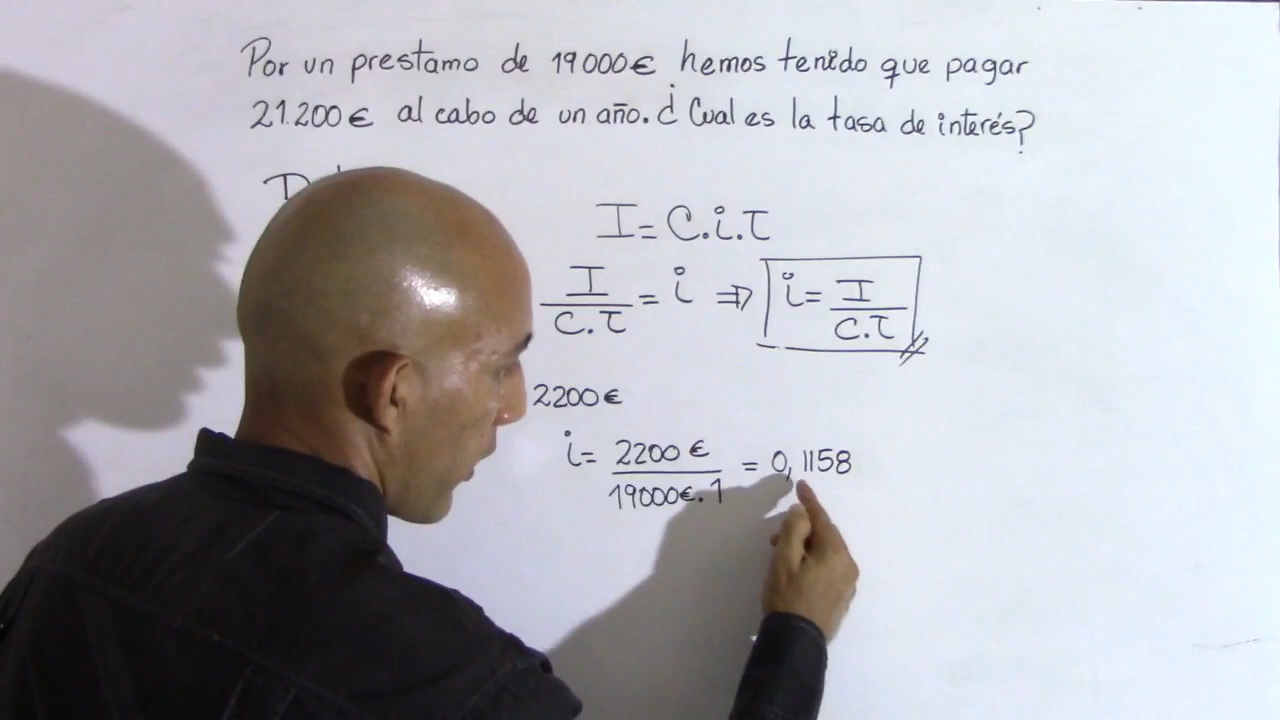 Por un prestamo de 19000€ hemos tenido que pagar
21.200€ al cabo de un año. ¿Cual es la tasa de interés?
I = C.i.t
I / C.t = i ⇒ i = I / C.t
2200€
i = 2200 € / 19000€.1 = 0,1158